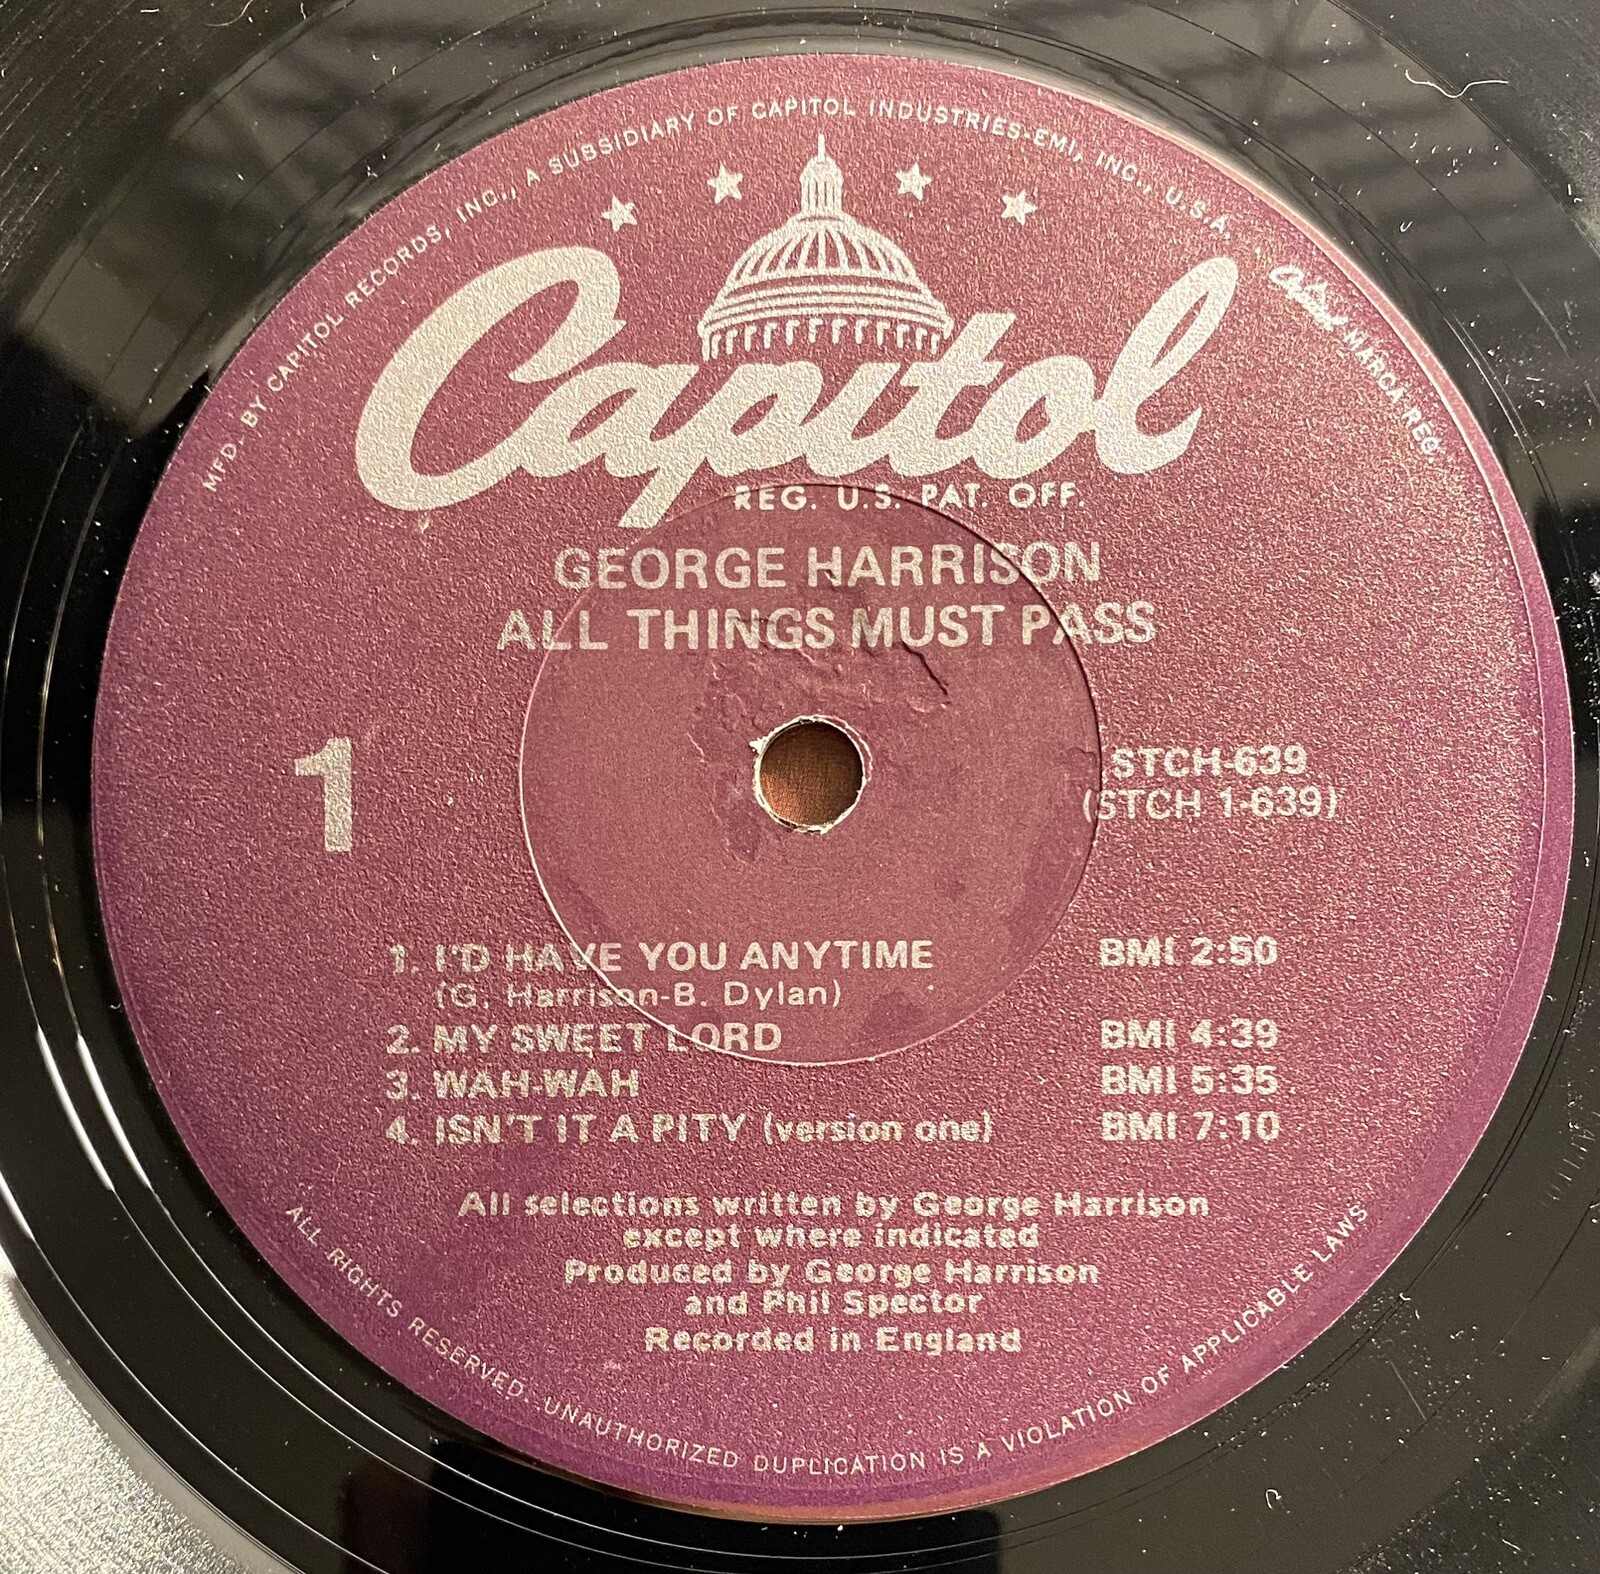 MFD. BY CAPITOL RECORDS, INC., A SUBSIDIARY OF CAPITOL INDUSTRIES-EMI, INC., U.S.A. . Capitol MARCA REG.
Capitol
REG. U.S. PAT. OFF.
GEORGE HARRISON
ALL THINGS MUST PASS
1
STCH-639
(STCH 1-639)
1. I'D HAVE YOU ANYTIME BMI 2:50
(G. Harrison-B. Dylan)
2. MY SWEET LORD BMI 4:39
3. WAH-WAH BMI 5:35
4. ISN'T IT A PITY (version one) BMI 7:10
All selections written by George Harrison
except where indicated
Produced by George Harrison
and Phil Spector
Recorded in England
ALL RIGHTS RESERVED. UNAUTHORIZED DUPLICATION IS A VIOLATION OF APPLICABLE LAWS